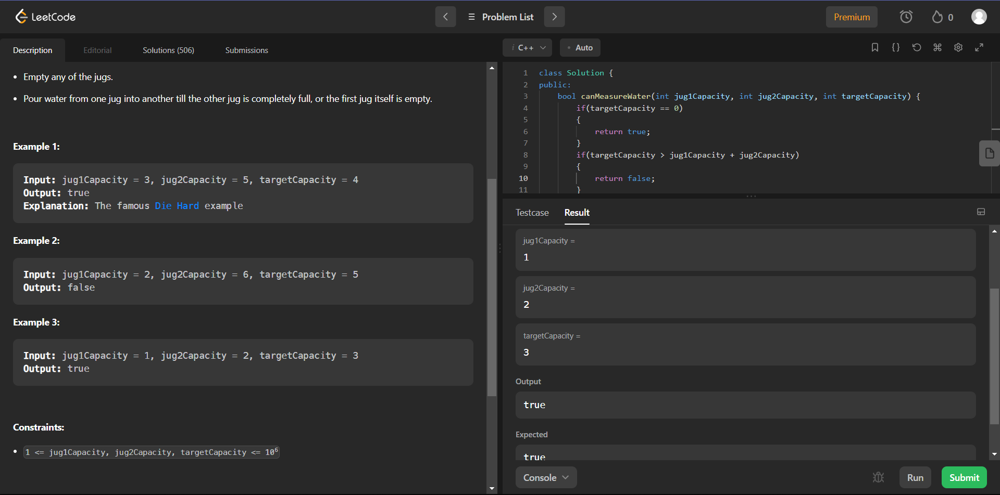 LeetCode
Problem List
Premium
0
Description
Editorial
Solutions (506)
Submissions
Empty any of the jugs.
Pour water from one jug into another till the other jug is completely full, or the first jug itself is empty.
Example 1:
Input: jug1Capacity = 3, jug2Capacity = 5, targetCapacity = 4
Output: true
Explanation: The famous Die Hard example
Example 2:
Input: jug1Capacity = 2, jug2Capacity = 6, targetCapacity = 5
Output: false
Example 3:
Input: jug1Capacity = 1, jug2Capacity = 2, targetCapacity = 3
Output: true
Constraints:
1 <= jug1Capacity, jug2Capacity, targetCapacity <= 10⁶
i C++
Auto
1 class Solution {
2 public:
3 bool canMeasureWater(int jug1Capacity, int jug2Capacity, int targetCapacity) {
4 if(targetCapacity == 0)
5 {
6 return true;
7 }
8 if(targetCapacity > jug1Capacity + jug2Capacity)
9 {
10 return false;
11 }
Testcase
Result
jug1Capacity =
1
jug2Capacity =
2
targetCapacity =
3
Output
true
Expected
true
Console
Run
Submit